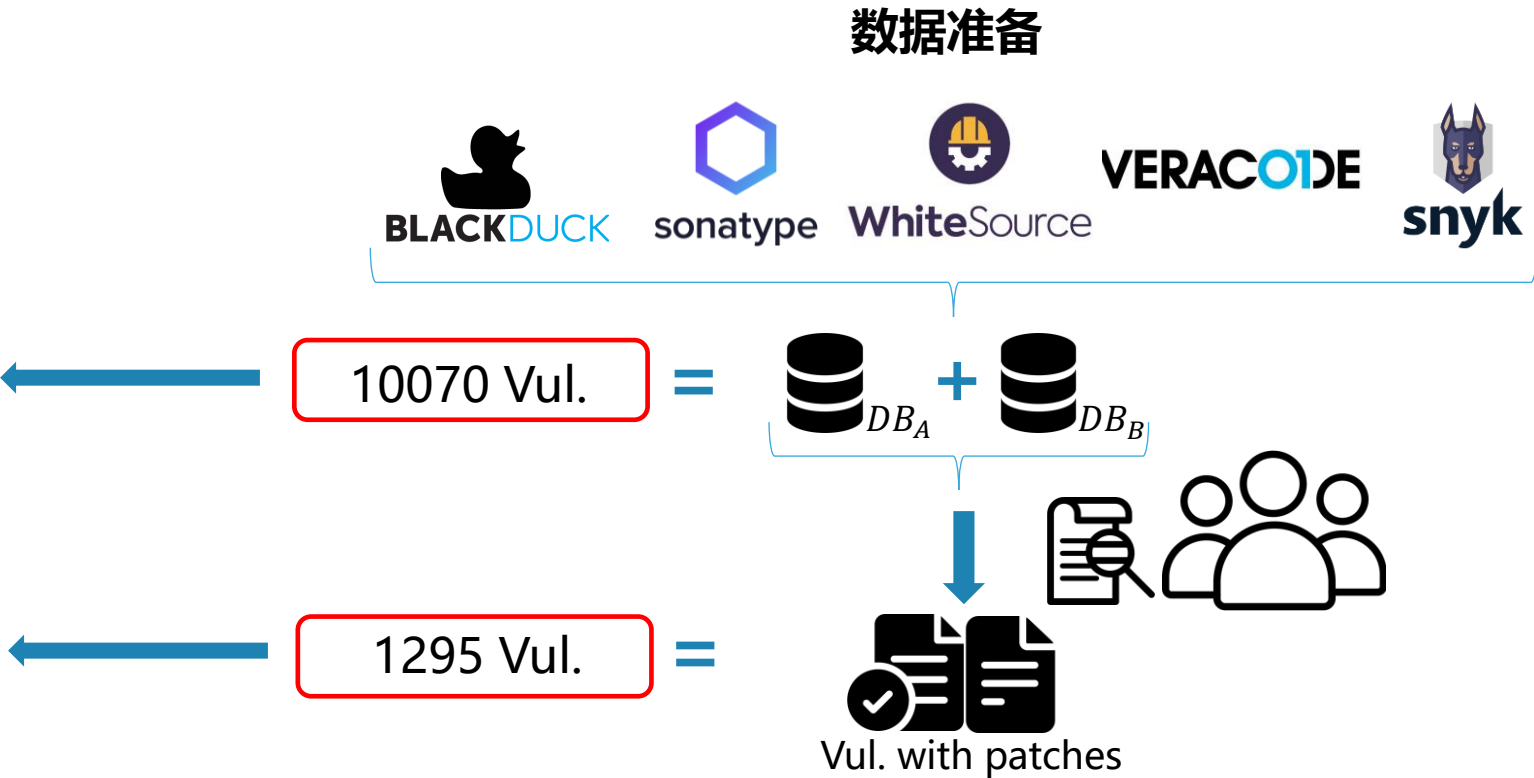 数据准备
BLACKDUCK
sonatype
WhiteSource
VERACODE
snyk
10070 Vul.
=
DB_A
+
DB_B
1295 Vul.
=
Vul. with patches